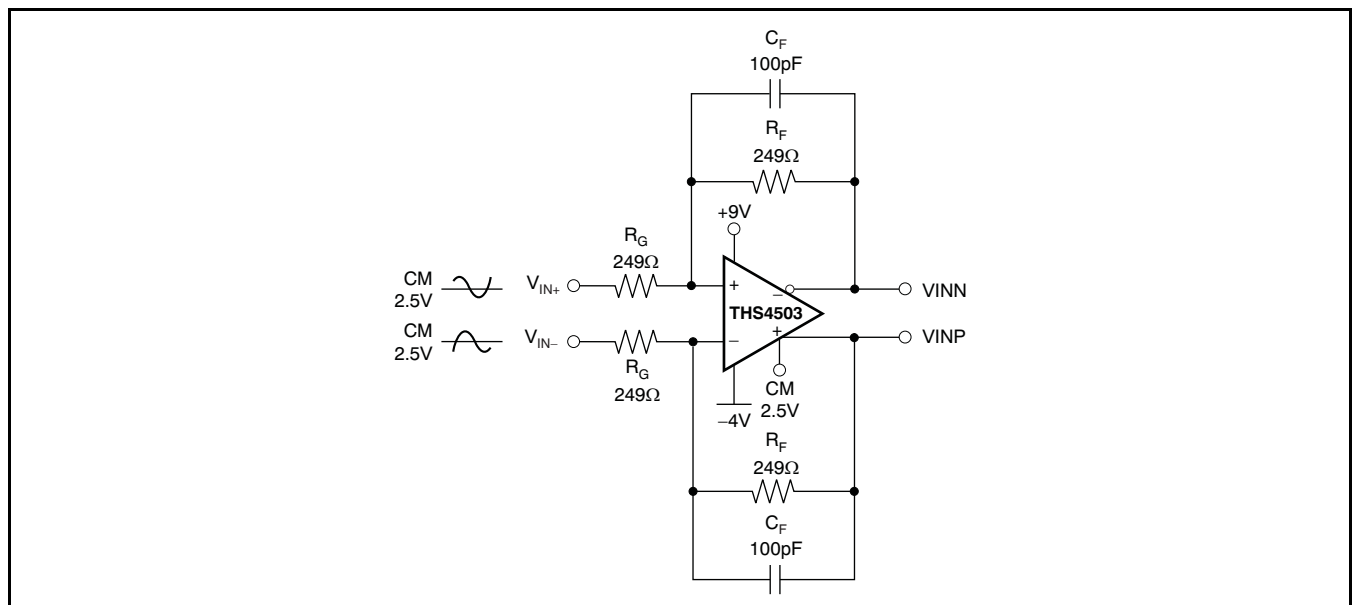 C_F
100pF
R_F
249Ω
+9V
R_G
249Ω
CM
2.5V
V_IN+
+
−
THS4503
VINN
CM
2.5V
V_IN−
−
+
VINP
R_G
249Ω
CM
2.5V
−4V
R_F
249Ω
C_F
100pF